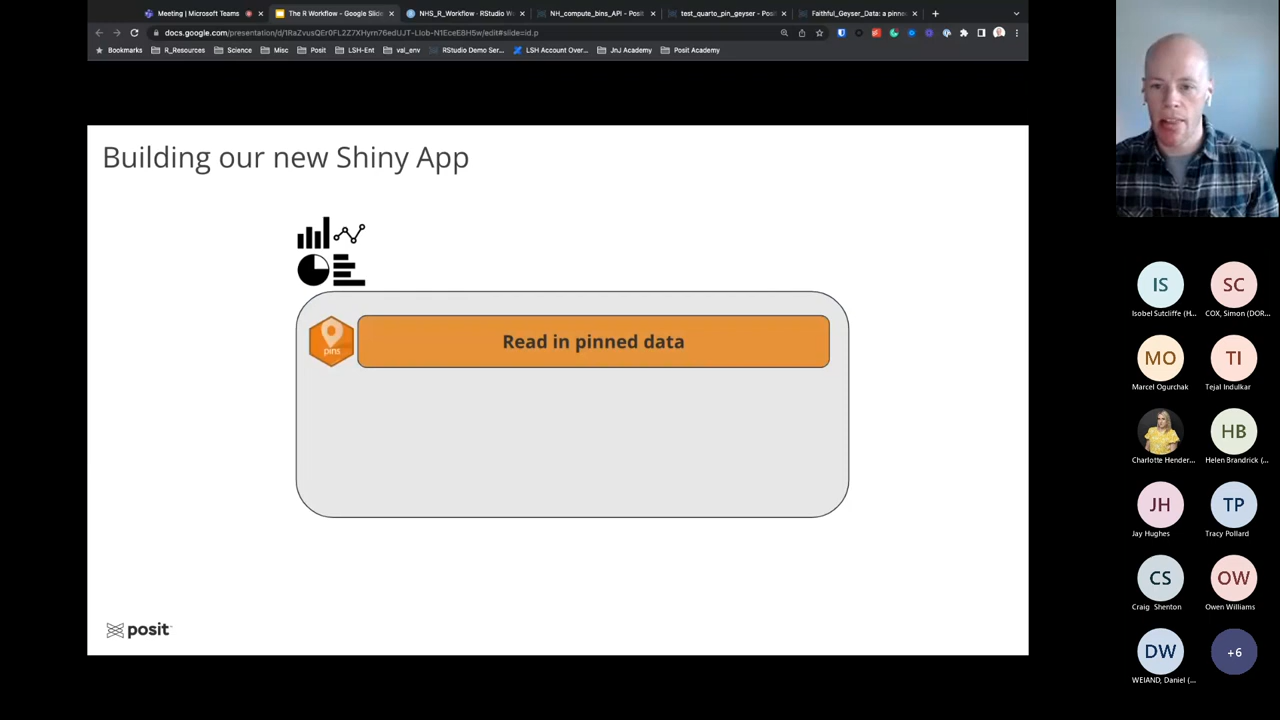 Meeting | Microsoft Teams
The R Workflow - Google Slide
NHS_R_Workflow - RStudio W
NH_compute_bins_API - Posit
test_quarto_pin_geyser - Posi
Faithful_Geyser_Data: a pinne
Bookmarks
R_Resources
Science
Misc
Posit
LSH-Ent
val_env
RStudio Demo Ser...
LSH Account Over...
JnJ Academy
Posit Academy
Building our new Shiny App
pins
Read in pinned data
posit
IS
Isobel Sutcliffe (H...
SC
COX, Simon (DOR...
MO
Marcel Ogurchak
TI
Tejal Indulkar
Charlotte Hender...
HB
Helen Brandrick (...
JH
Jay Hughes
TP
Tracy Pollard
CS
Craig Shenton
OW
Owen Williams
DW
WEIAND, Daniel (...
+6